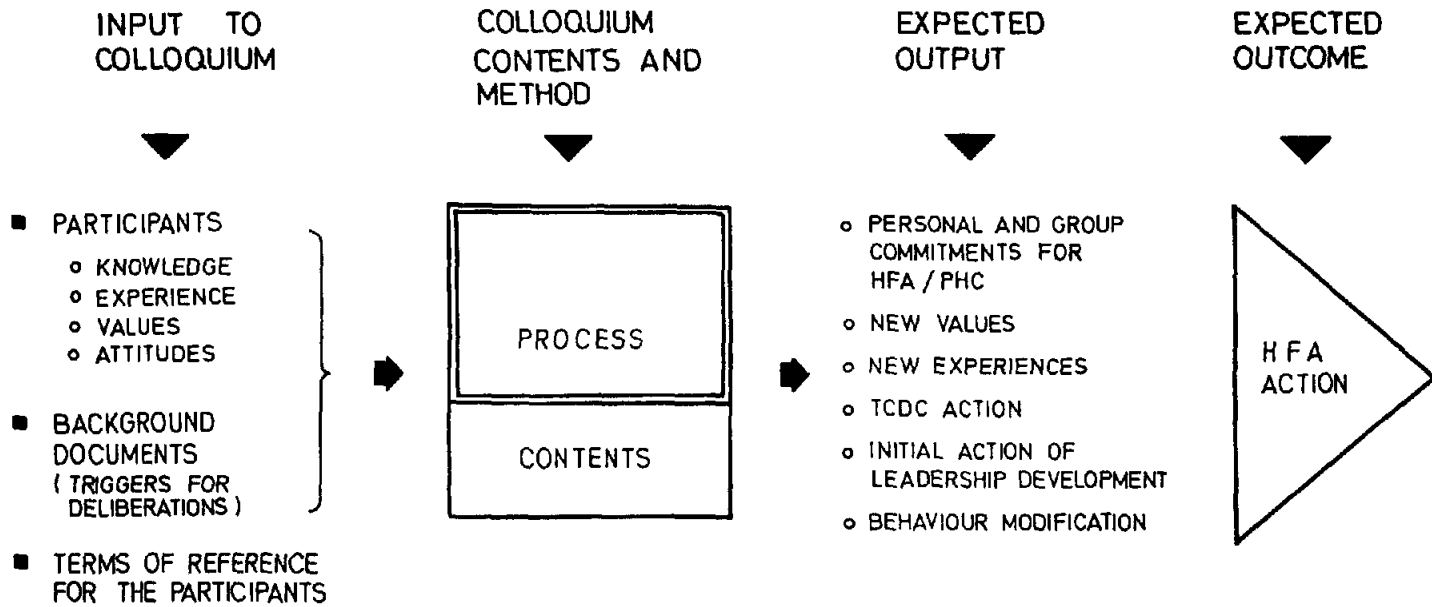 INPUT TO
COLLOQUIUM
COLLOQUIUM
CONTENTS AND
METHOD
EXPECTED
OUTPUT
EXPECTED
OUTCOME
■ PARTICIPANTS
o KNOWLEDGE
o EXPERIENCE
o VALUES
o ATTITUDES
■ BACKGROUND
DOCUMENTS
(TRIGGERS FOR
DELIBERATIONS)
■ TERMS OF REFERENCE
FOR THE PARTICIPANTS
PROCESS
CONTENTS
o PERSONAL AND GROUP
COMMITMENTS FOR
HFA / PHC
o NEW VALUES
o NEW EXPERIENCES
o TCDC ACTION
o INITIAL ACTION OF
LEADERSHIP DEVELOPMENT
o BEHAVIOUR MODIFICATION
HFA
ACTION